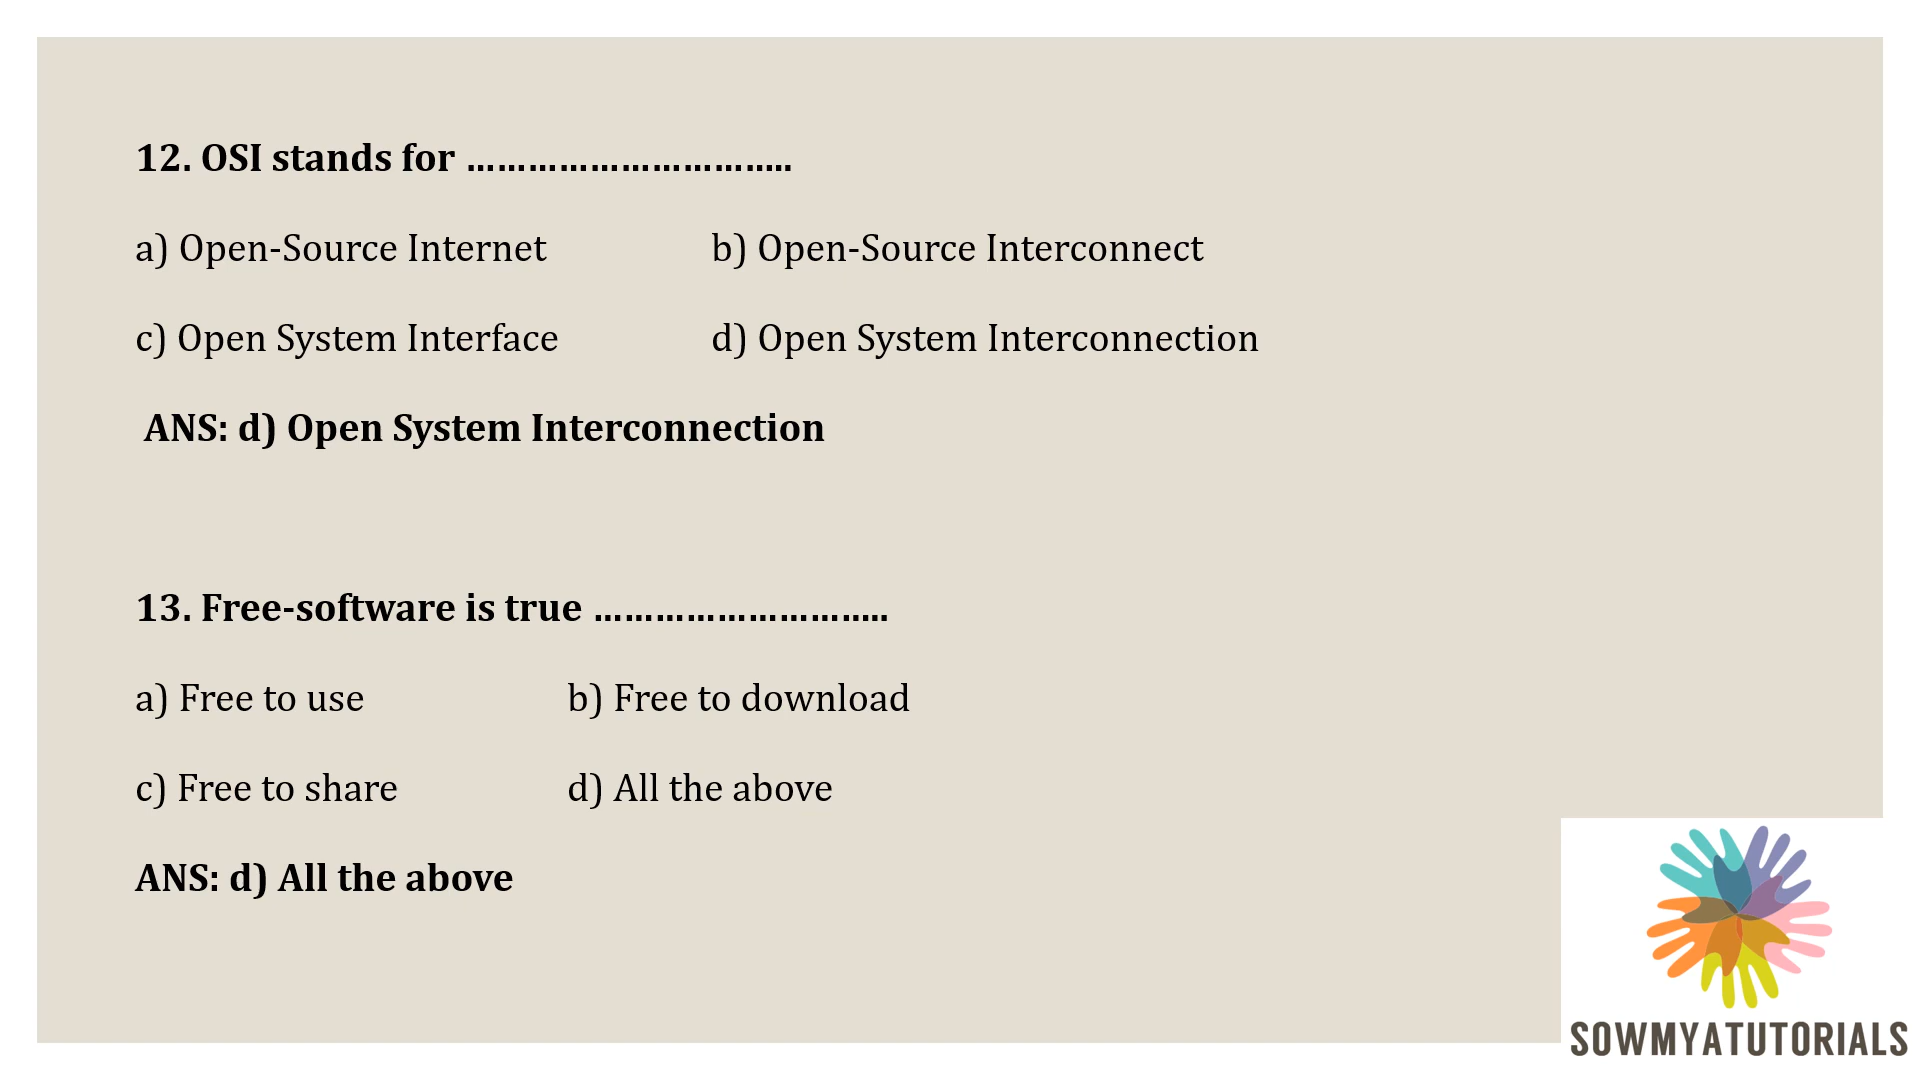 12. OSI stands for …………………………..
a) Open-Source Internet b) Open-Source Interconnect
c) Open System Interface d) Open System Interconnection
ANS: d) Open System Interconnection
13. Free-software is true ………………………..
a) Free to use b) Free to download
c) Free to share d) All the above
ANS: d) All the above
SOWMYATUTORIALS